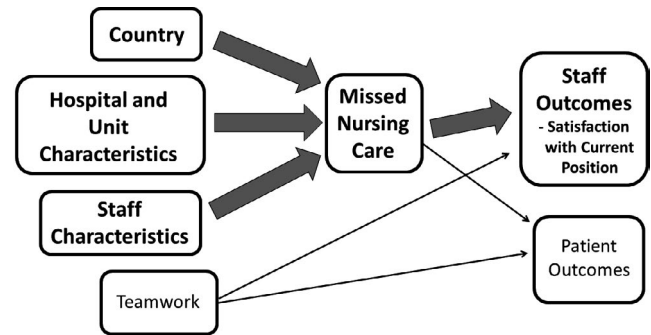 Country
Hospital and
Unit
Characteristics
Staff
Characteristics
Teamwork
Missed
Nursing
Care
Staff
Outcomes
- Satisfaction
with Current
Position
Patient
Outcomes